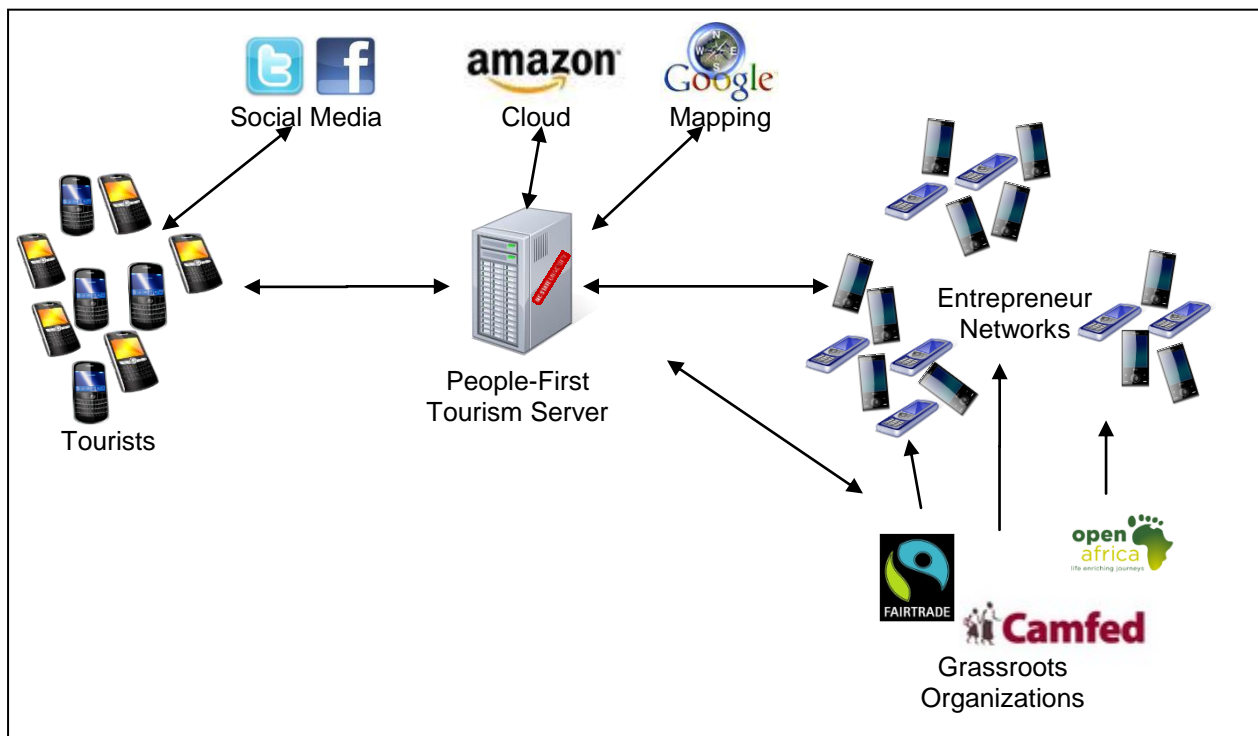 amazon
Google
N
W E
S
Social Media
Cloud
Mapping
Entrepreneur
Networks
People-First
Tourism Server
Tourists
open
africa
life enriching journeys
FAIRTRADE
Camfed
Grassroots
Organizations